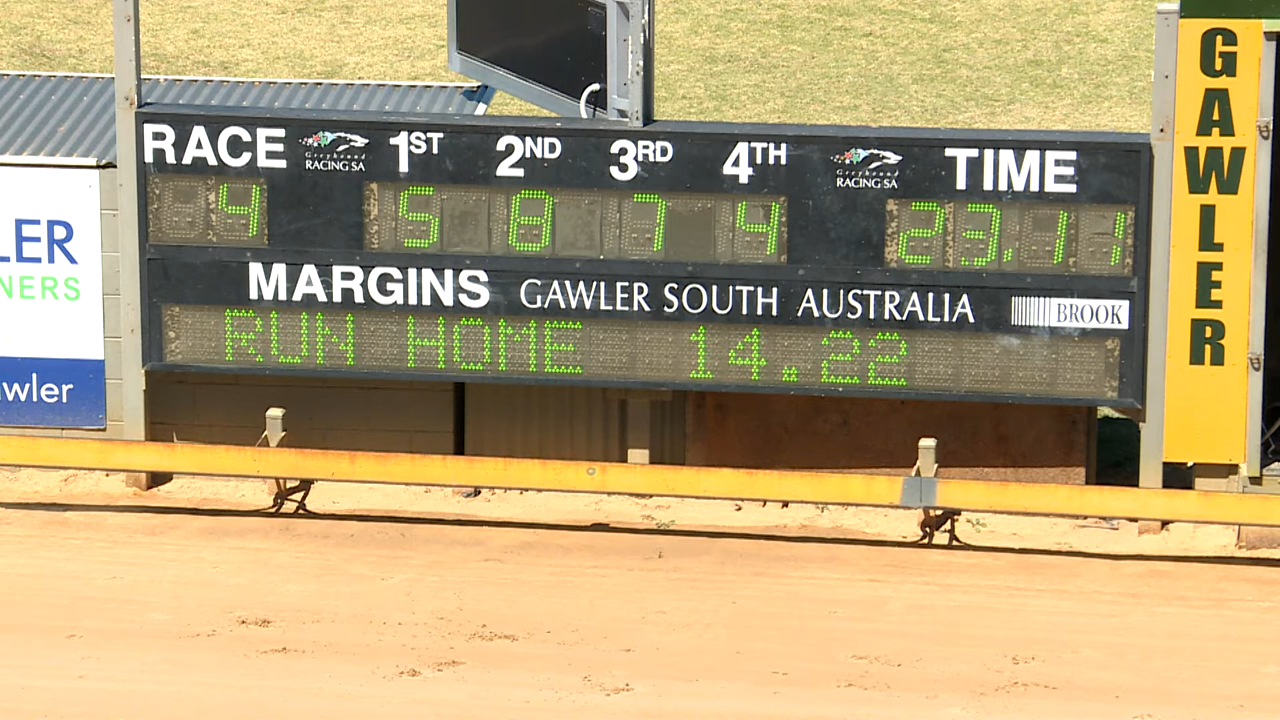 RACE Greyhound RACING SA 1ST 2ND 3RD 4TH Greyhound RACING SA TIME
4 5 8 7 4 23.11
MARGINS GAWLER SOUTH AUSTRALIA BROOK
RUN HOME 14.22
GAWLER
LER
NERS
awler